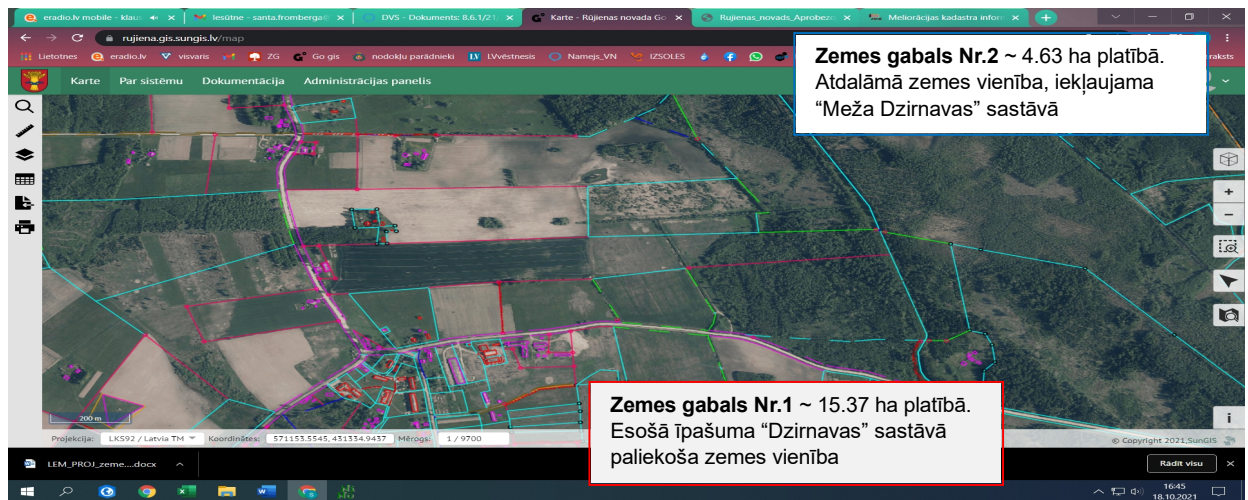 eradio.lv mobile - klaus
Iesūtne - santa.fromberga@
DVS - Dokuments: 8.6.1/21/
Karte - Rūjienas novada Go
Rujienas_novads_Aprobezo
Meliorācijas kadastra inform
rujiena.gis.sungis.lv/map
Lietotnes
eradio.lv
visvaris
ZG
Go gis
nodokļu parādnieki
LV LVvēstnesis
Namejs_VN
IZSOLES
raksts
Zemes gabals Nr.2 ~ 4.63 ha platībā.
Atdalāmā zemes vienība, iekļaujama
“Meža Dzirnavas” sastāvā
Karte
Par sistēmu
Dokumentācija
Administrācijas panelis
+
−
Zemes gabals Nr.1 ~ 15.37 ha platībā.
Esošā īpašuma “Dzirnavas” sastāvā
paliekoša zemes vienība
200 m
i
Projekcija: LKS92 / Latvia TM Koordinātes: 571153.5545, 431334.9437 Mērogs: 1 / 9700
© Copyright 2021,SunGIS
LEM_PROJ_zeme....docx
Rādīt visu
16:45
18.10.2021